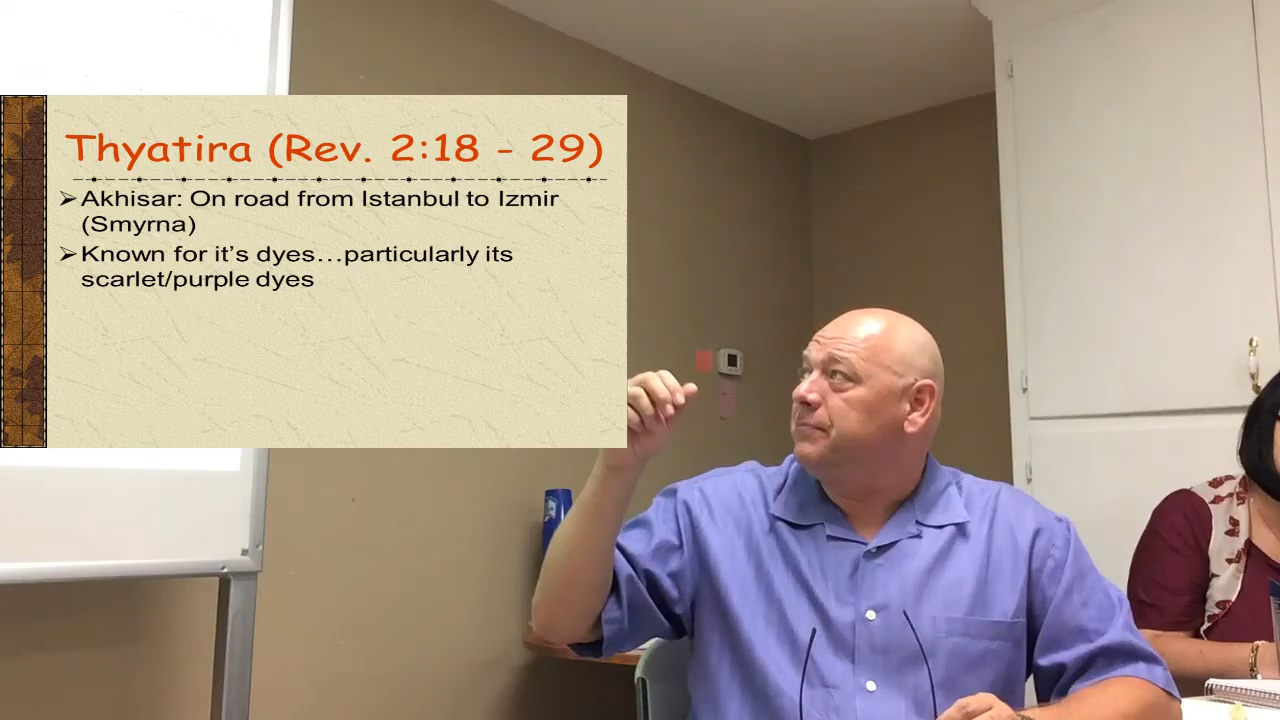 Thyatira (Rev. 2:18 - 29)
Akhisar: On road from Istanbul to Izmir
(Smyrna)
Known for it's dyes…particularly its
scarlet/purple dyes